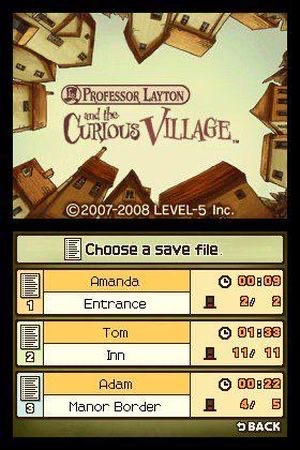 PROFESSOR LAYTON
and the
CURIOUS VILLAGE™
©2007-2008 LEVEL-5 Inc.
Choose a save file.
1
Amanda
00:09
Entrance
2/ 2
2
Tom
01:33
Inn
11/ 11
3
Adam
00:22
Manor Border
4/ 5
BACK